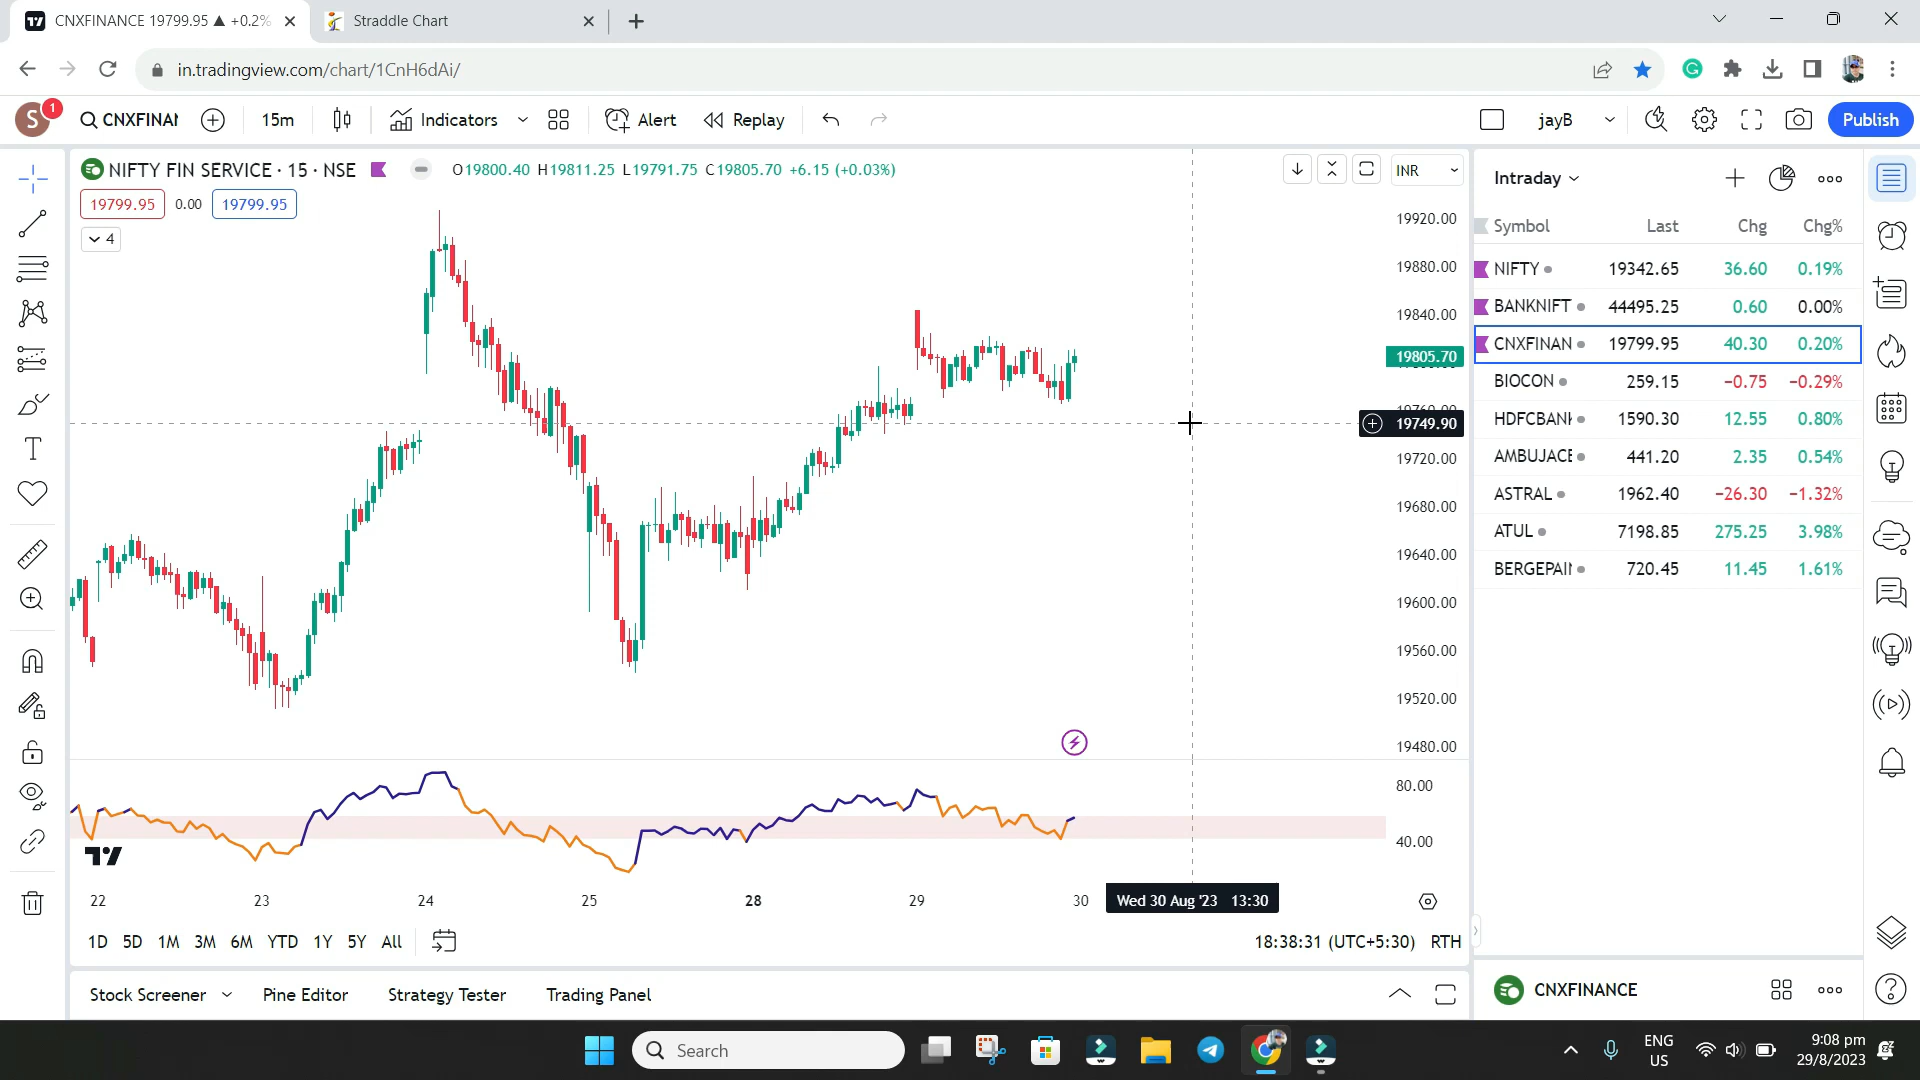 CNXFINANCE 19799.95 ▲ +0.2%
Straddle Chart
in.tradingview.com/chart/1CnH6dAi/
S 1
CNXFINAN 15m Indicators Alert Replay jayB Publish
NIFTY FIN SERVICE · 15 · NSE O19800.40 H19811.25 L19791.75 C19805.70 +6.15 (+0.03%) INR
19799.95 0.00 19799.95
4
19920.00
19880.00
19840.00
19805.70
19749.90
19720.00
19680.00
19640.00
19600.00
19560.00
19520.00
19480.00
80.00
40.00
22 23 24 25 28 29 30 Wed 30 Aug '23 13:30
1D 5D 1M 3M 6M YTD 1Y 5Y All 18:38:31 (UTC+5:30) RTH
Stock Screener Pine Editor Strategy Tester Trading Panel
Intraday
Symbol Last Chg Chg%
NIFTY 19342.65 36.60 0.19%
BANKNIFT 44495.25 0.60 0.00%
CNXFINAN 19799.95 40.30 0.20%
BIOCON 259.15 −0.75 −0.29%
HDFCBANK 1590.30 12.55 0.80%
AMBUJACE 441.20 2.35 0.54%
ASTRAL 1962.40 −26.30 −1.32%
ATUL 7198.85 275.25 3.98%
BERGEPAIN 720.45 11.45 1.61%
CNXFINANCE
Search
ENG
US
9:08 pm
29/8/2023